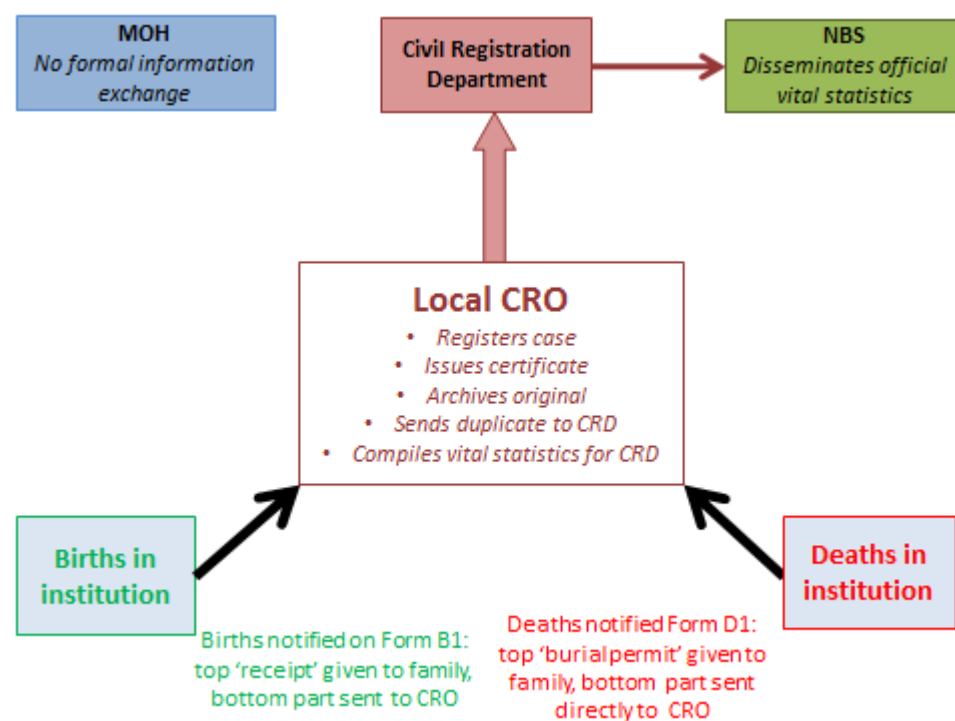 MOH
No formal information
exchange
Civil Registration
Department
NBS
Disseminates official
vital statistics
Local CRO
• Registers case
• Issues certificate
• Archives original
• Sends duplicate to CRD
• Compiles vital statistics for CRD
Births in
institution
Deaths in
institution
Births notified on Form B1:
top ‘receipt’ given to family,
bottom part sent to CRO
Deaths notified Form D1:
top ‘burial permit’ given to
family, bottom part sent
directly to CRO